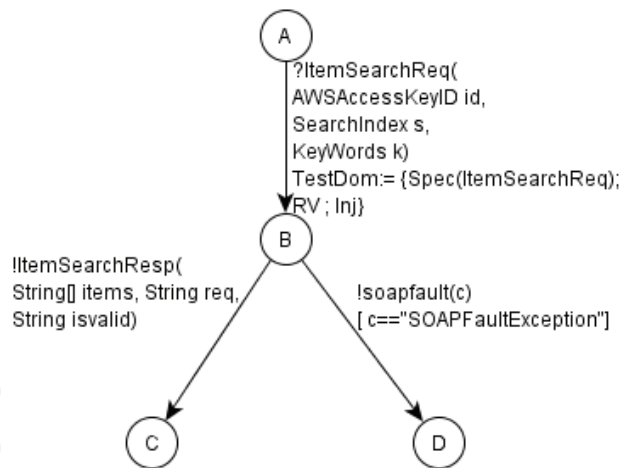 A
?ItemSearchReq(
AWSAccessKeyID id,
SearchIndex s,
KeyWords k)
TestDom:= {Spec(ItemSearchReq);
RV ; Inj}
B
!ItemSearchResp(
String[] items, String req,
String isvalid)
!soapfault(c)
[ c=="SOAPFaultException"]
C
D